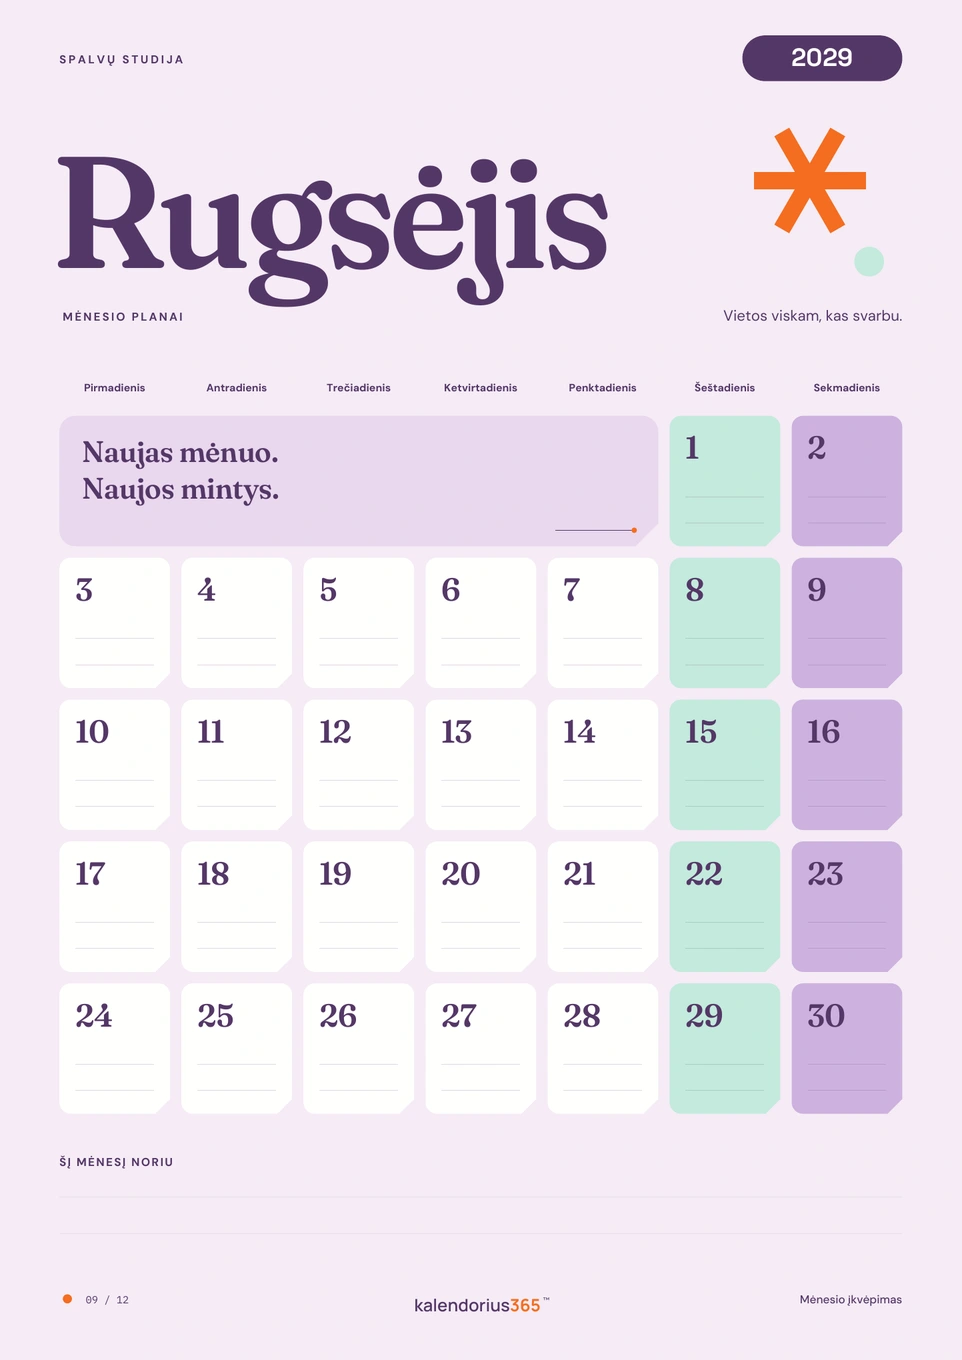 SPALVŲ STUDIJA
2029
Rugsėjis
MĖNESIO PLANAI
Vietos viskam, kas svarbu.
Pirmadienis Antradienis Trečiadienis Ketvirtadienis Penktadienis Šeštadienis Sekmadienis
Naujas mėnuo.
Naujos mintys.
1 2
3 4 5 6 7 8 9
10 11 12 13 14 15 16
17 18 19 20 21 22 23
24 25 26 27 28 29 30
ŠĮ MĖNESĮ NORIU
09 / 12
kalendorius365™
Mėnesio įkvėpimas